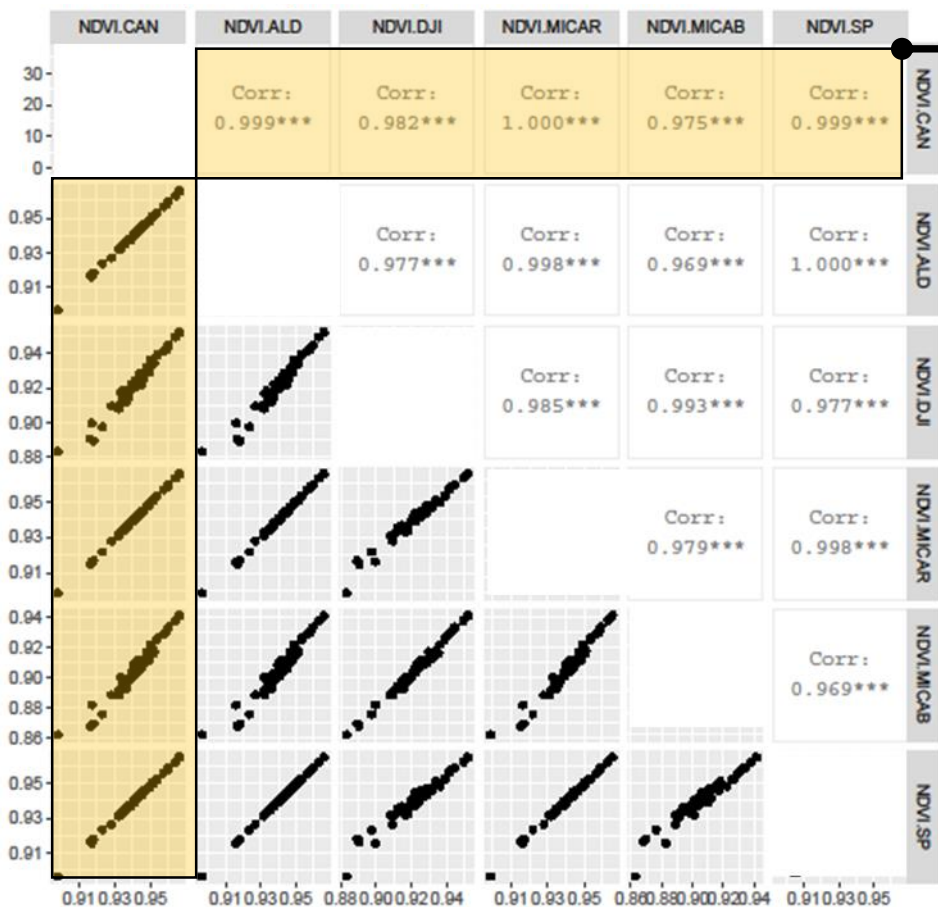 NDVI.CAN NDVI.ALD NDVI.DJI NDVI.MICAR NDVI.MICAB NDVI.SP
30
20
10
0
Corr: Corr: Corr: Corr: Corr:
0.999*** 0.982*** 1.000*** 0.975*** 0.999***
NDVI.CAN
0.95
0.93
0.91
Corr: Corr: Corr: Corr:
0.977*** 0.998*** 0.969*** 1.000***
NDVI.ALD
0.94
0.92
0.90
0.88
Corr: Corr: Corr:
0.985*** 0.993*** 0.977***
NDVI.DJI
0.95
0.93
0.91
Corr: Corr:
0.979*** 0.998***
NDVI.MICAR
0.94
0.92
0.90
0.88
0.86
Corr:
0.969***
NDVI.MICAB
0.95
0.93
0.91
NDVI.SP
0.91 0.93 0.95 0.91 0.93 0.95 0.88 0.90 0.92 0.94 0.91 0.93 0.95 0.86 0.88 0.90 0.92 0.94 0.91 0.93 0.95